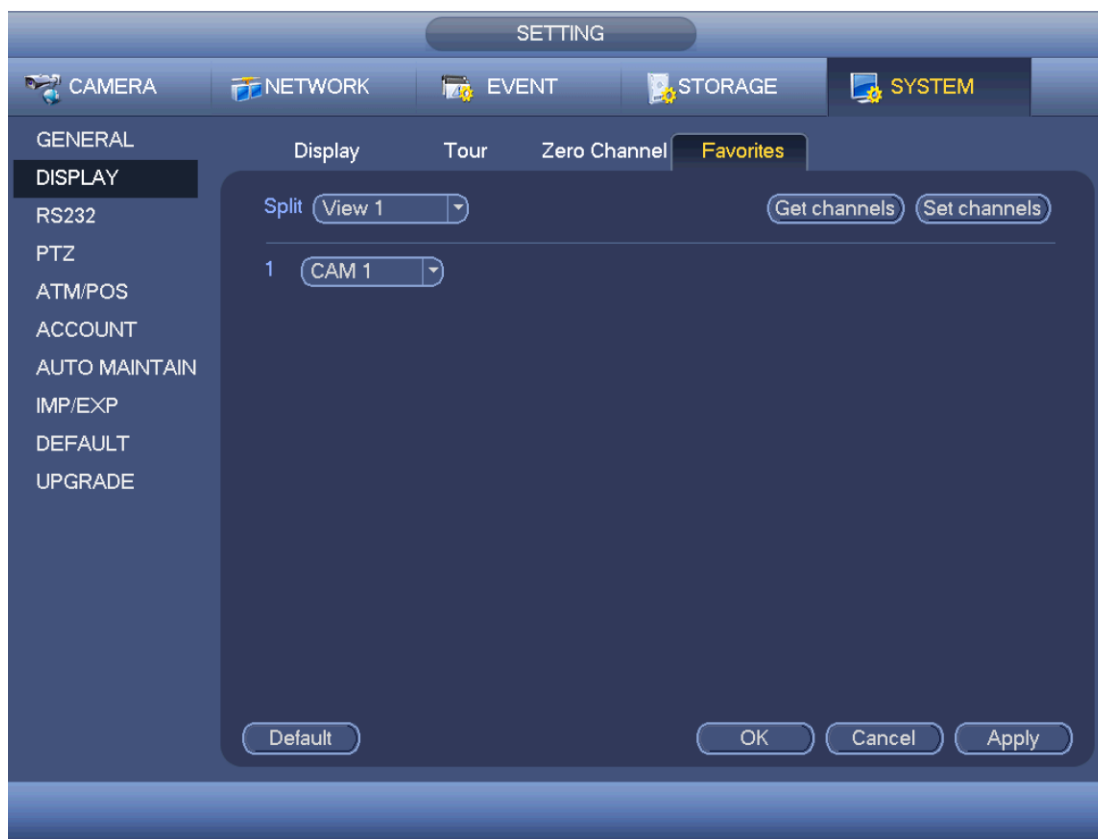 SETTING
CAMERA NETWORK EVENT STORAGE SYSTEM
GENERAL
DISPLAY
RS232
PTZ
ATM/POS
ACCOUNT
AUTO MAINTAIN
IMP/EXP
DEFAULT
UPGRADE
Display Tour Zero Channel Favorites
Split View 1 Get channels Set channels
1 CAM 1
Default OK Cancel Apply